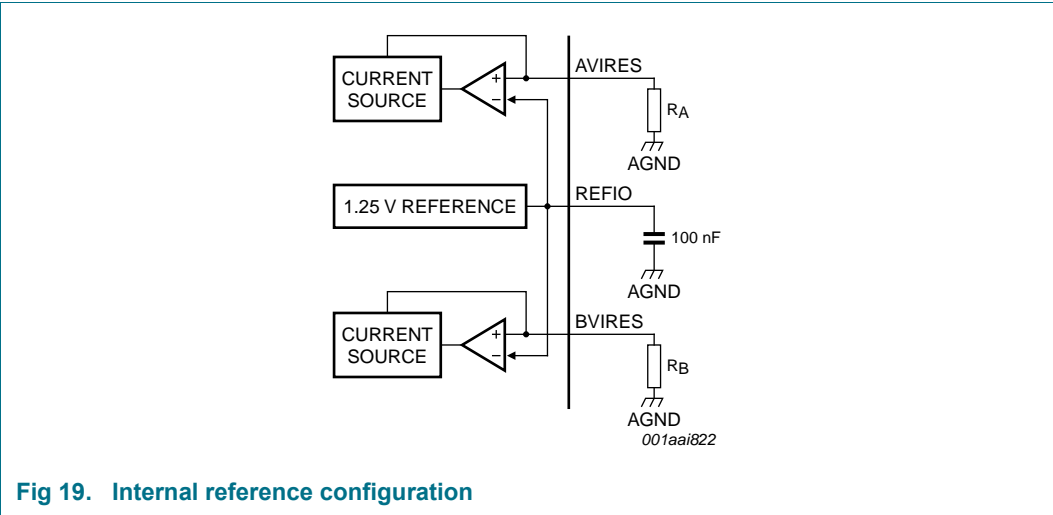 CURRENT
SOURCE
+
−
AVIRES
RA
AGND
1.25 V REFERENCE
REFIO
100 nF
AGND
CURRENT
SOURCE
+
−
BVIRES
RB
AGND
001aai822
Fig 19. Internal reference configuration